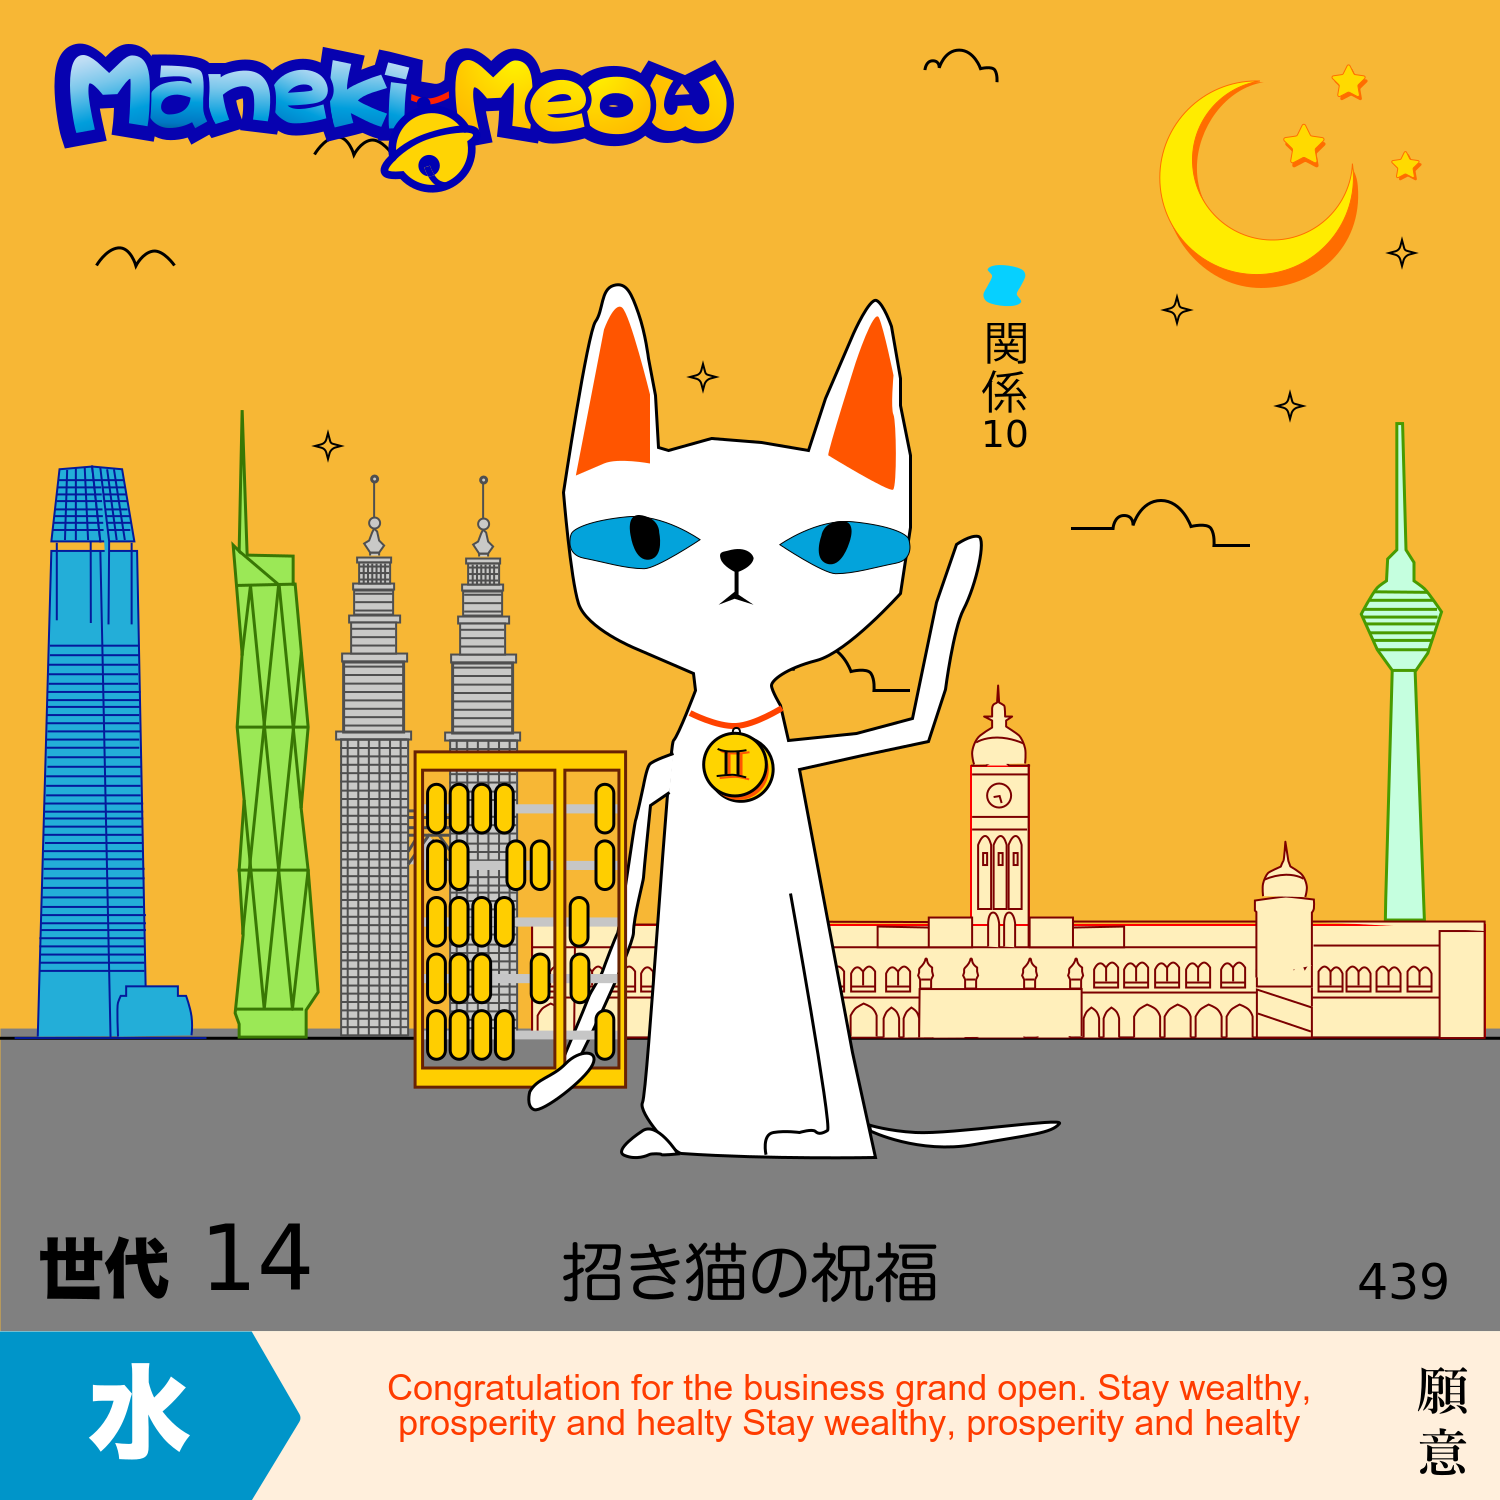 Maneki-Meow
関
係
10
II
世代 14
招き猫の祝福
439
水
Congratulation for the business grand open. Stay wealthy,
prosperity and healty Stay wealthy, prosperity and healty
願
意